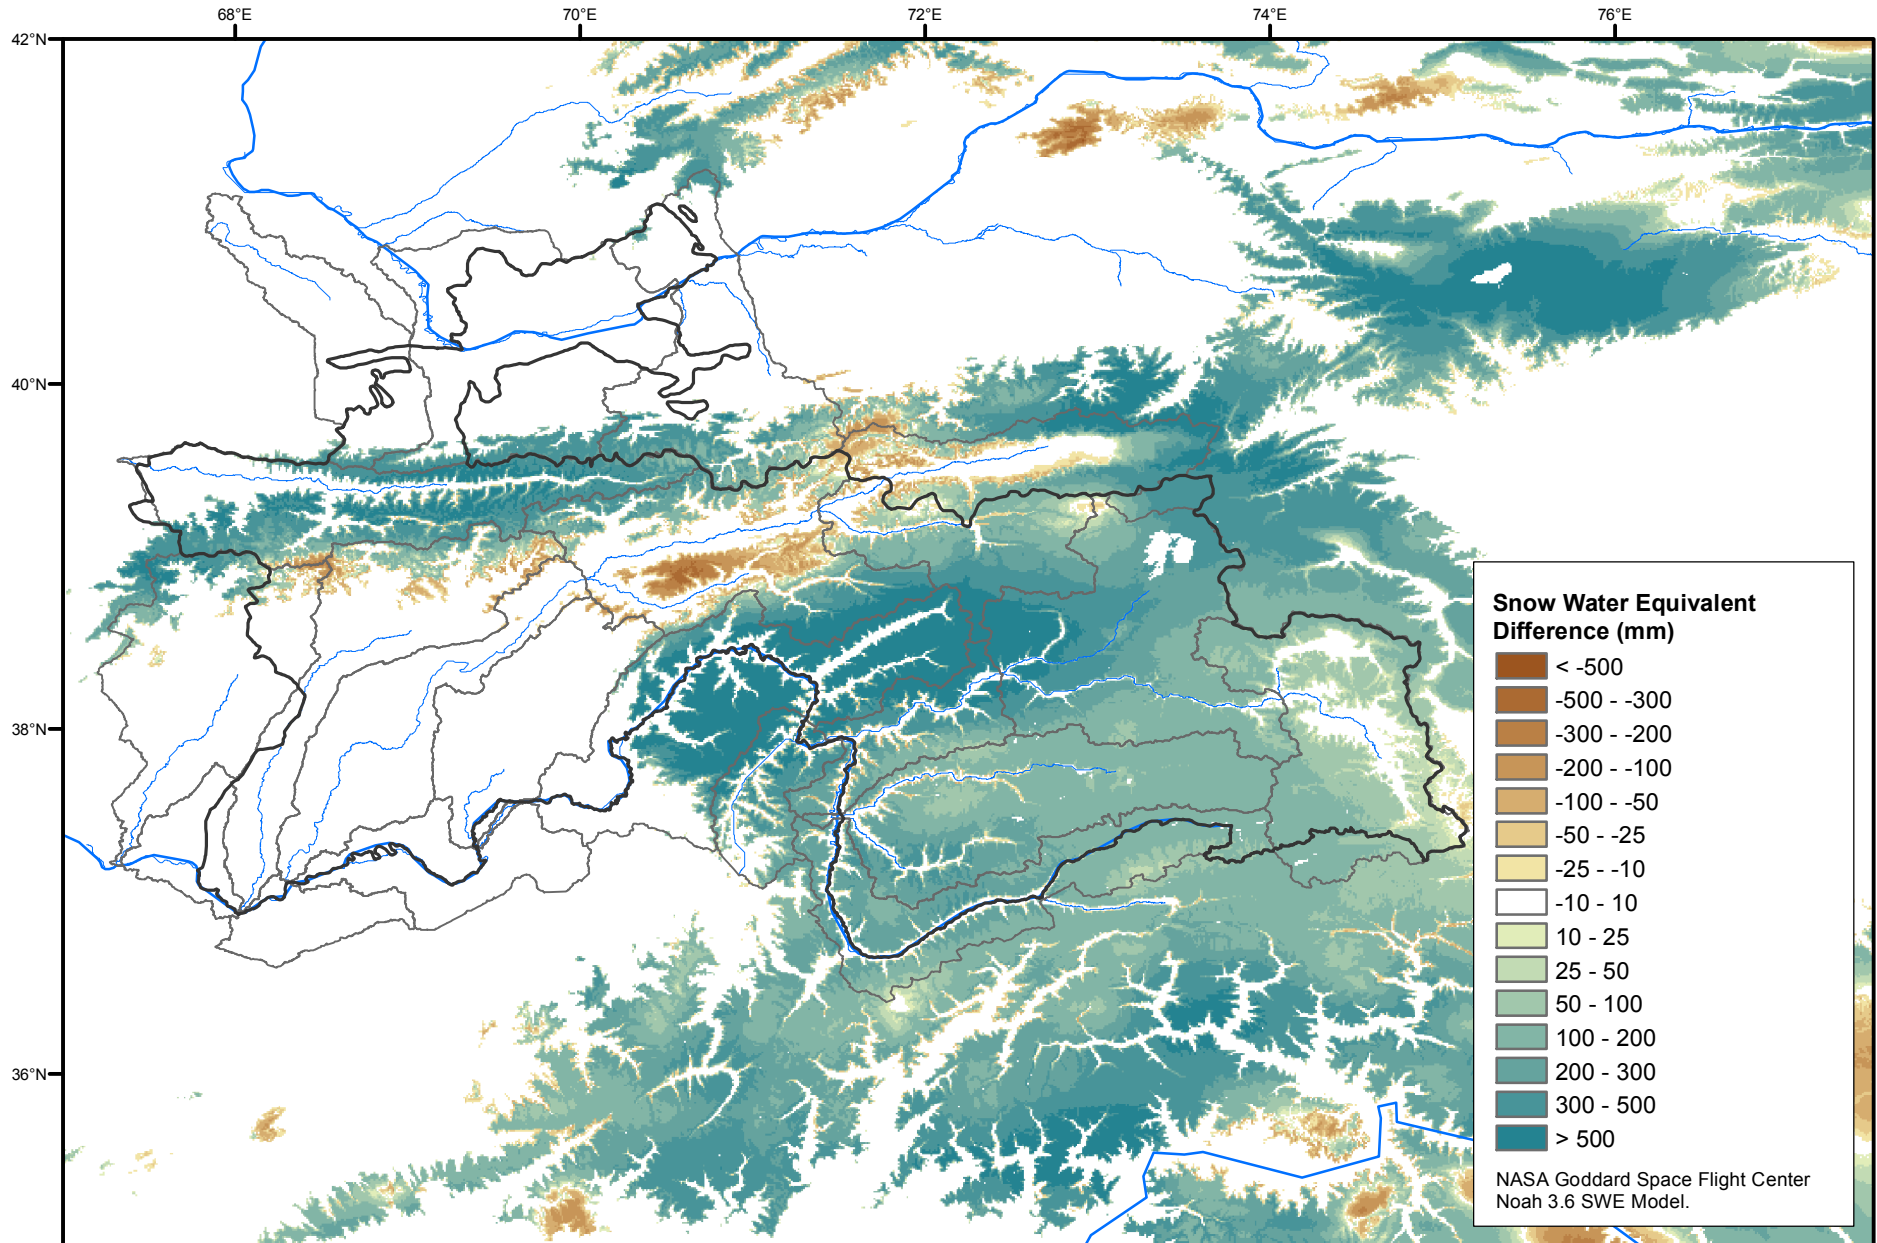 68°E
70°E
72°E
74°E
76°E
42°N
40°N
38°N
36°N
Snow Water Equivalent
Difference (mm)
< -500
-500 - -300
-300 - -200
-200 - -100
-100 - -50
-50 - -25
-25 - -10
-10 - 10
10 - 25
25 - 50
50 - 100
100 - 200
200 - 300
300 - 500
> 500
NASA Goddard Space Flight Center
Noah 3.6 SWE Model.